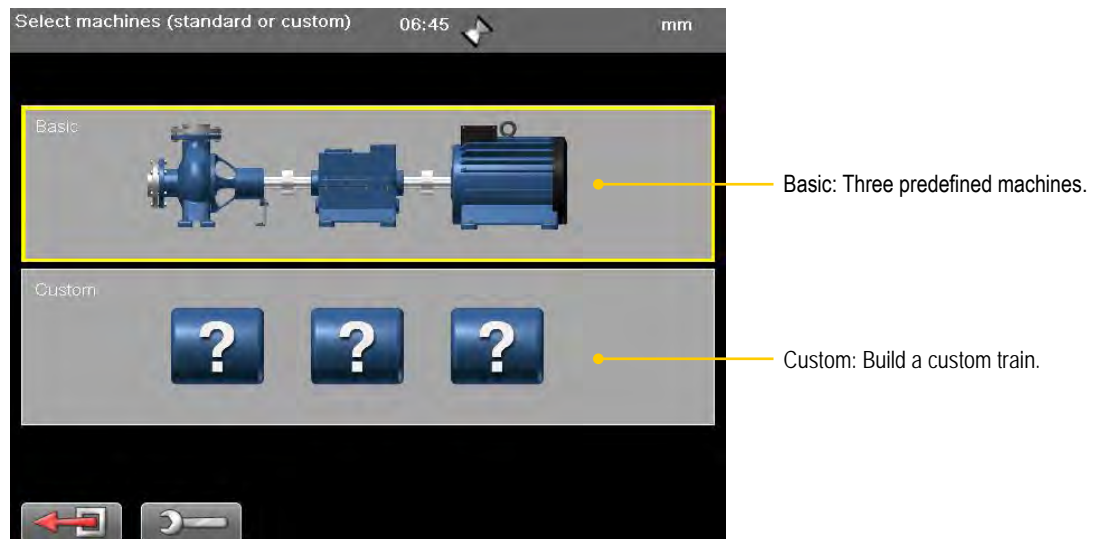 Select machines (standard or custom) 06:45 mm
Basic
Basic: Three predefined machines.
Custom
? ? ?
Custom: Build a custom train.